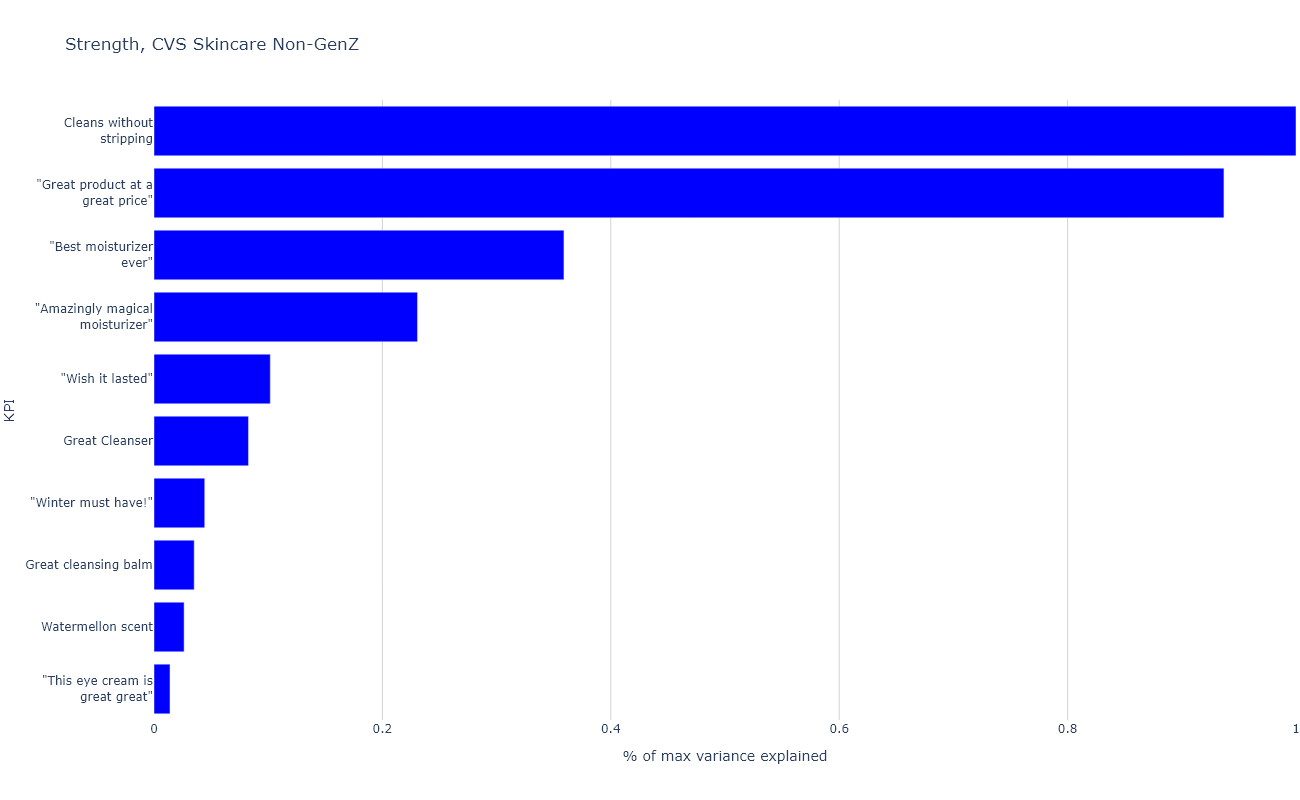 Strength, CVS Skincare Non-GenZ
Cleans without
stripping
"Great product at a
great price"
"Best moisturizer
ever"
"Amazingly magical
moisturizer"
"Wish it lasted"
Great Cleanser
"Winter must have!"
Great cleansing balm
Watermellon scent
"This eye cream is
great great"
KPI
0 0.2 0.4 0.6 0.8 1
% of max variance explained